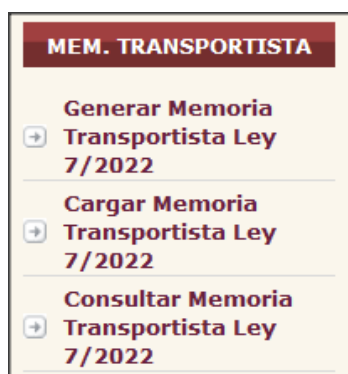 MEM. TRANSPORTISTA
Generar Memoria
Transportista Ley
7/2022
Cargar Memoria
Transportista Ley
7/2022
Consultar Memoria
Transportista Ley
7/2022